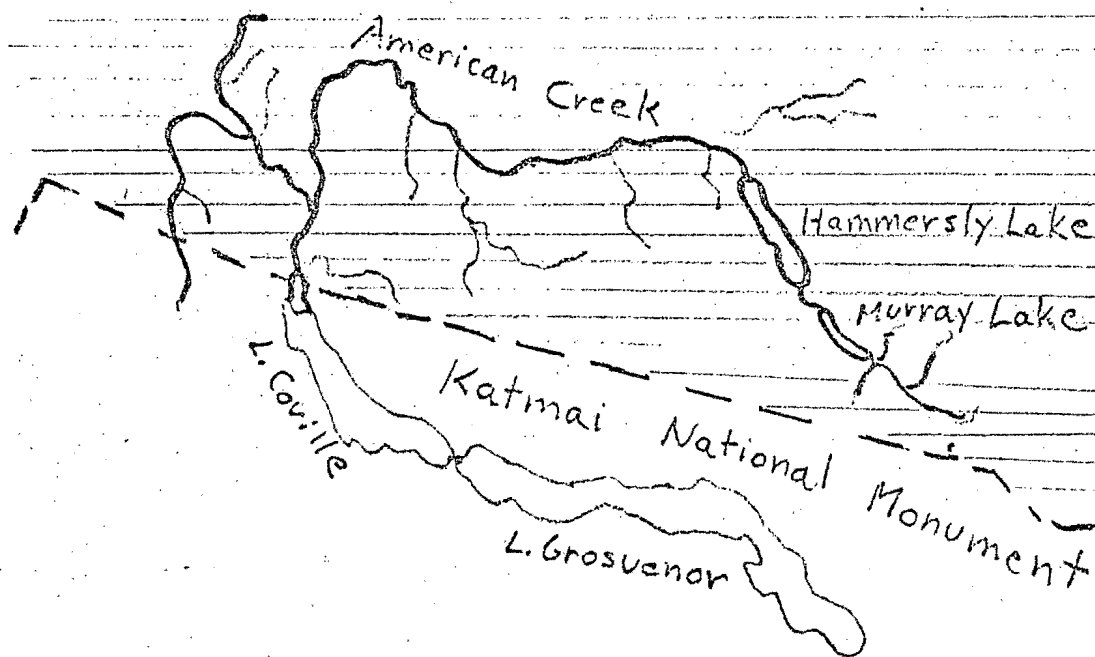 American Creek
Hammersly Lake
Murray Lake
L. Coville
Katmai National Monument
L. Grosvenor